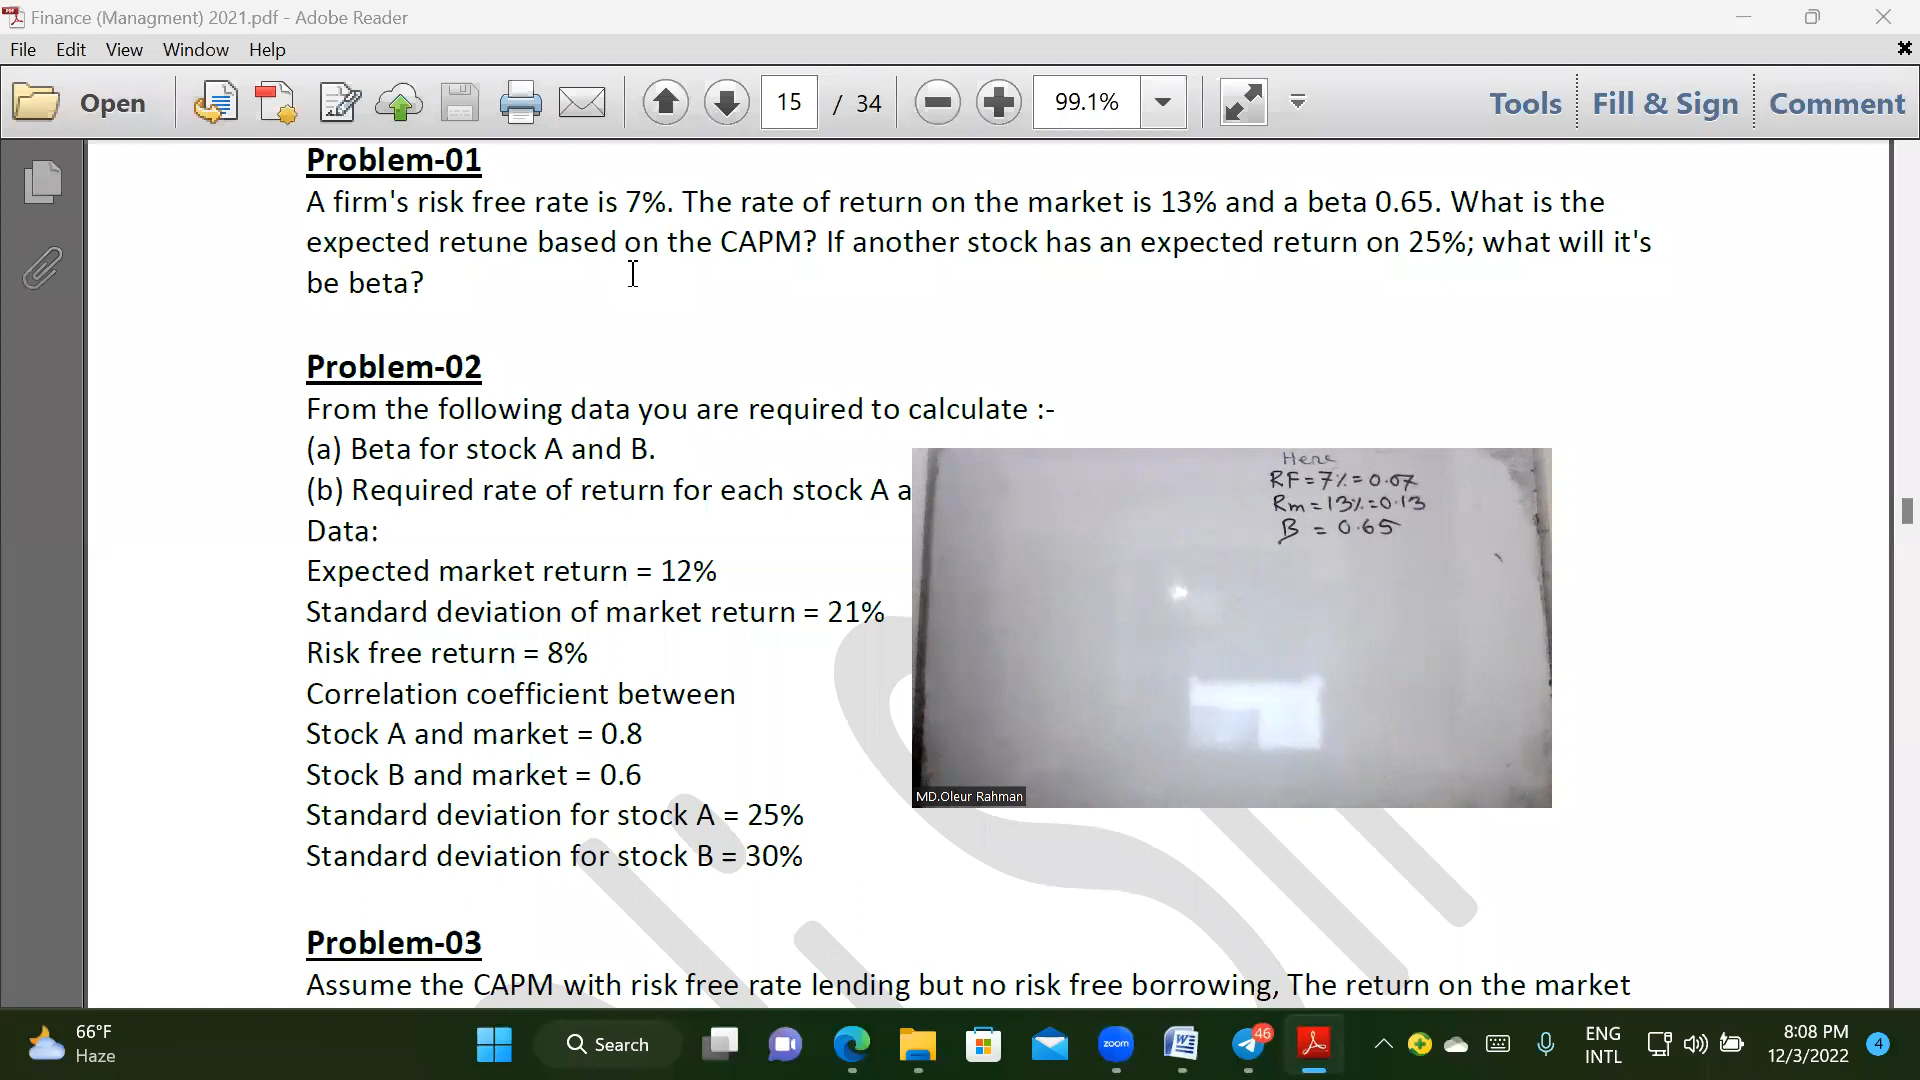 Finance (Managment) 2021.pdf - Adobe Reader
File Edit View Window Help
Open 15 / 34 99.1% Tools Fill & Sign Comment
Problem-01
A firm's risk free rate is 7%. The rate of return on the market is 13% and a beta 0.65. What is the
expected retune based on the CAPM? If another stock has an expected return on 25%; what will it's
be beta?
Problem-02
From the following data you are required to calculate :-
(a) Beta for stock A and B.
(b) Required rate of return for each stock A a
Data:
Expected market return = 12%
Standard deviation of market return = 21%
Risk free return = 8%
Correlation coefficient between
Stock A and market = 0.8
Stock B and market = 0.6
Standard deviation for stock A = 25%
Standard deviation for stock B = 30%
Here
RF = 7% = 0.07
Rm = 13% = 0.13
B = 0.65
MD.Oleur Rahman
Problem-03
Assume the CAPM with risk free rate lending but no risk free borrowing, The return on the market
66°F
Haze
Search
zoom
46
ENG
INTL
8:08 PM
12/3/2022
4